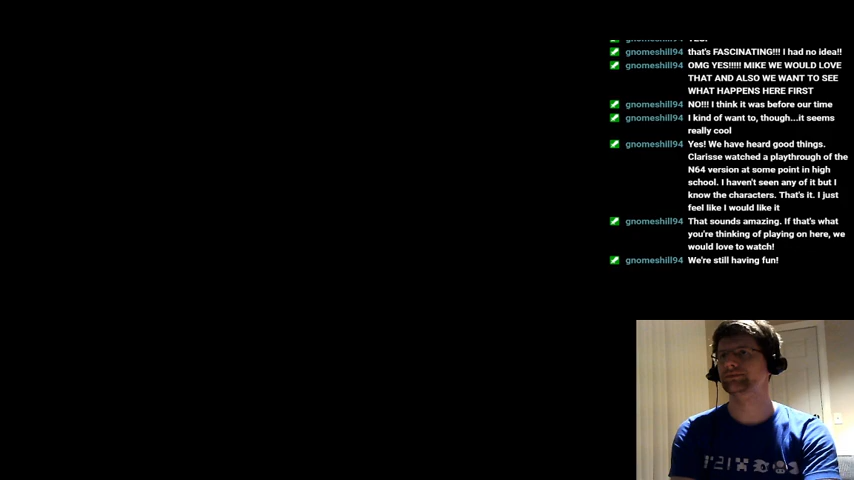 gnomeshill94 that's FASCINATING!!! I had no idea!!
gnomeshill94 OMG YES!!!!! MIKE WE WOULD LOVE
THAT AND ALSO WE WANT TO SEE
WHAT HAPPENS HERE FIRST
gnomeshill94 NO!!! I think it was before our time
gnomeshill94 I kind of want to, though...it seems
really cool
gnomeshill94 Yes! We have heard good things.
Clarisse watched a playthrough of the
N64 version at some point in high
school. I haven't seen any of it but I
know the characters. That's it. I just
feel like I would like it
gnomeshill94 That sounds amazing. If that's what
you're thinking of playing on here, we
would love to watch!
gnomeshill94 We're still having fun!